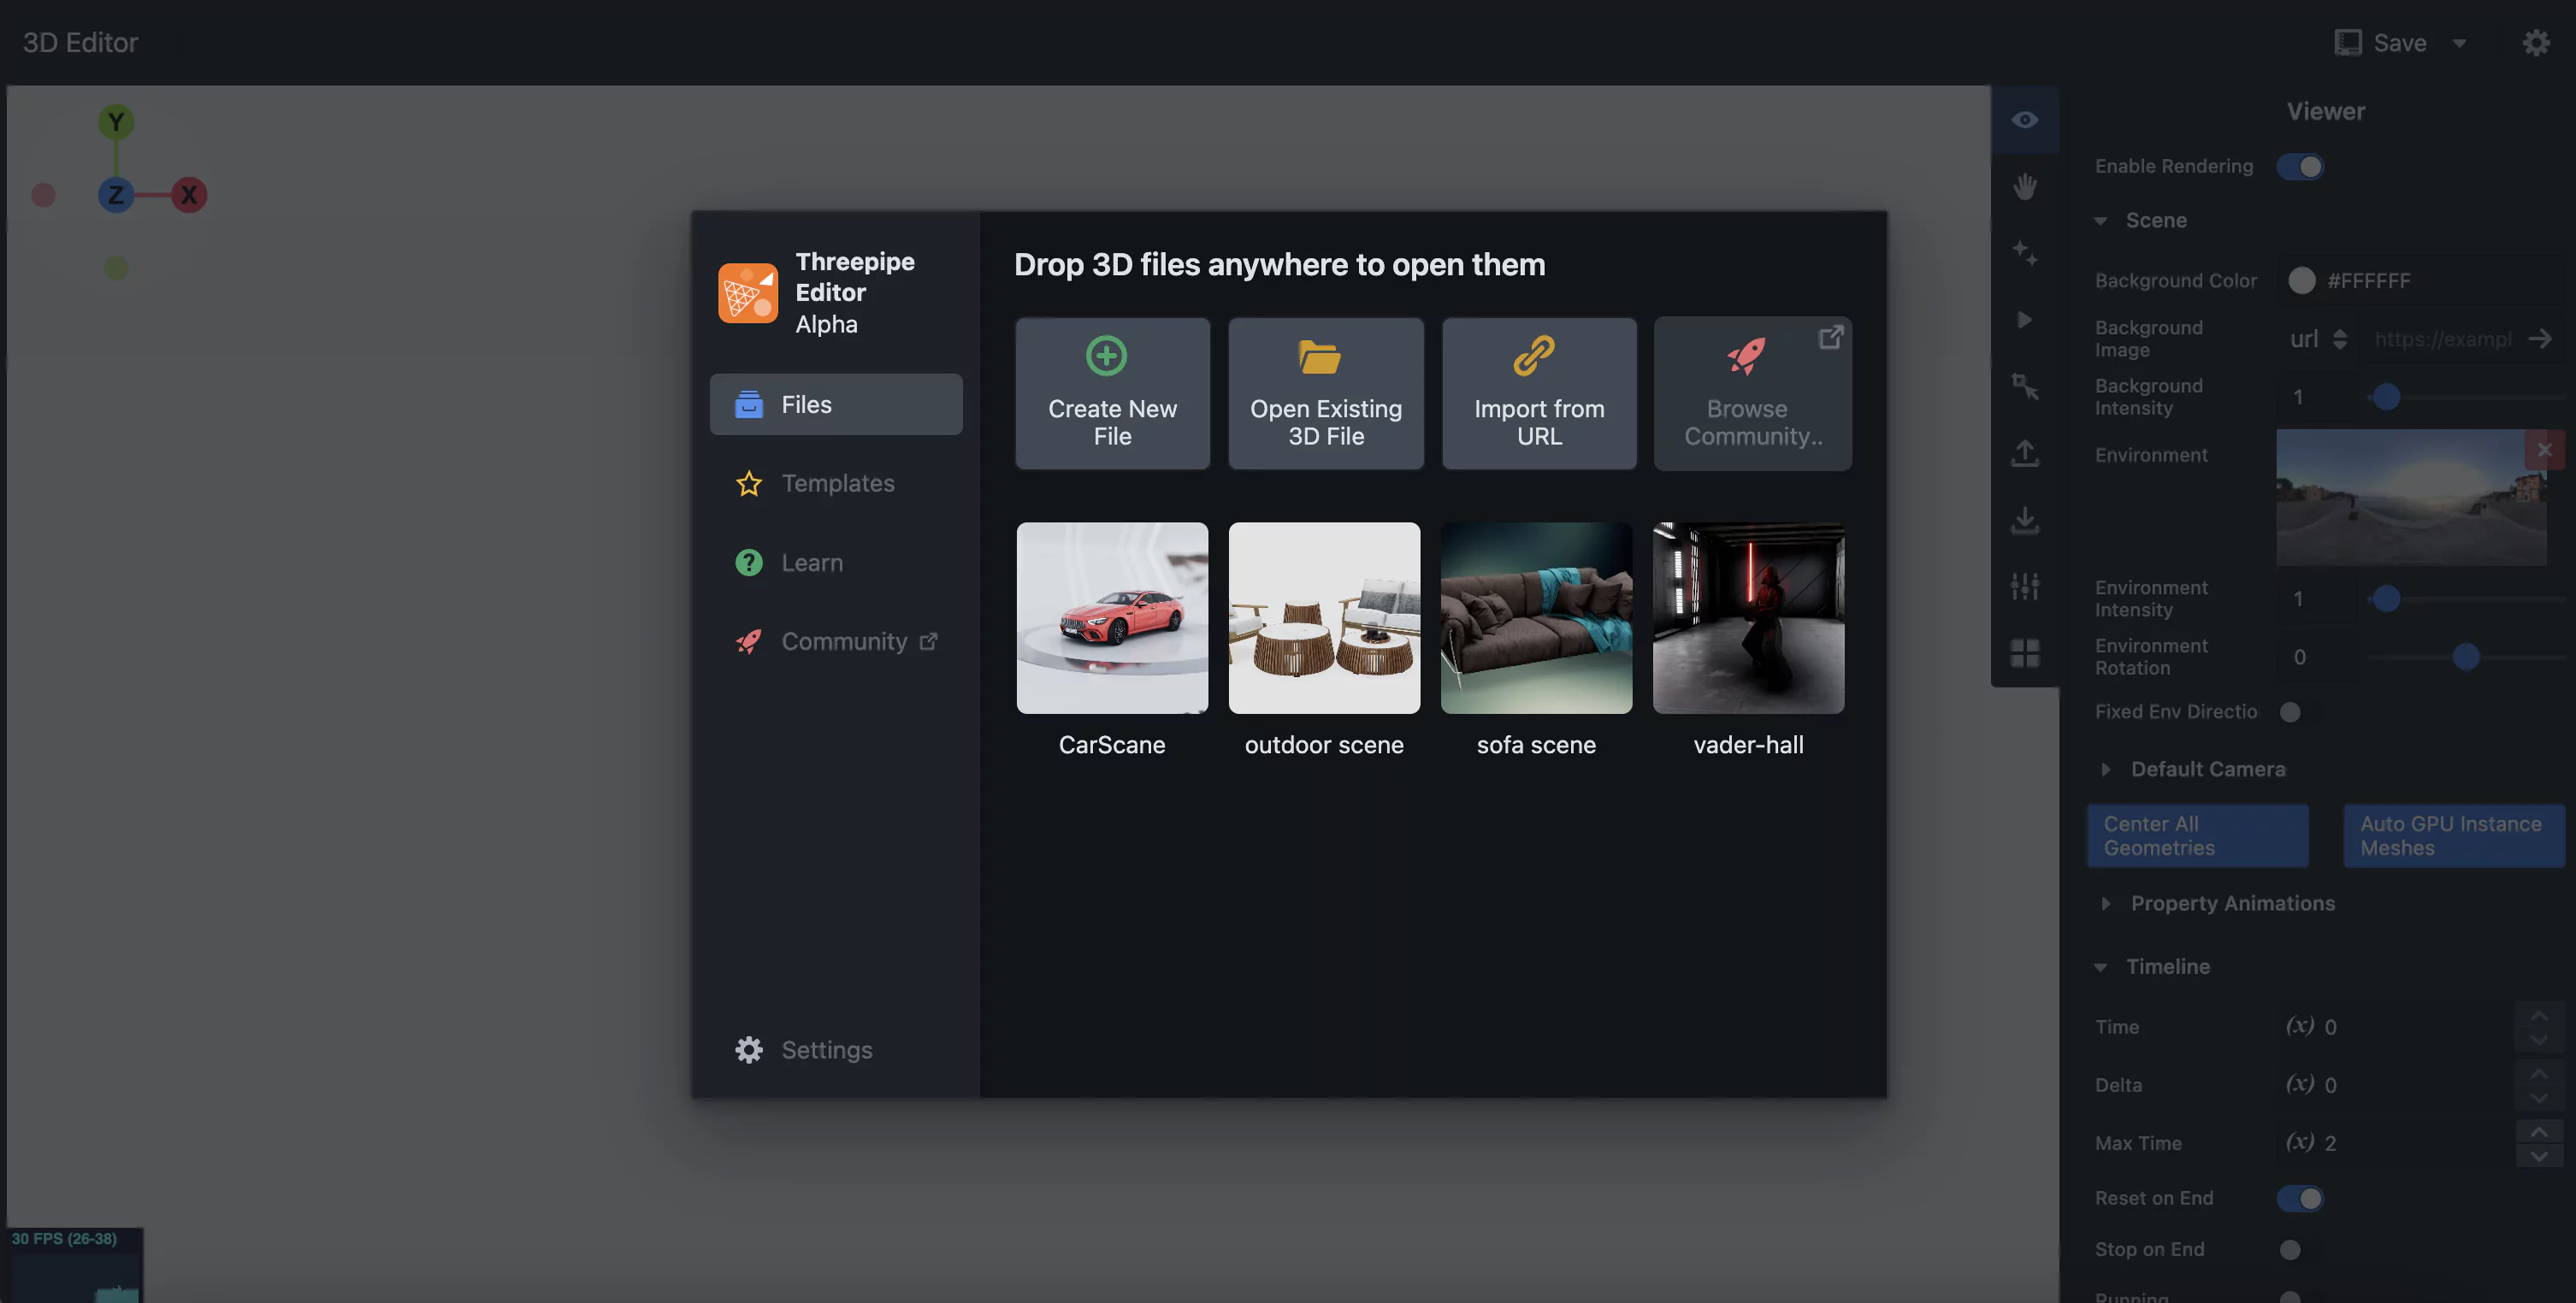 3D Editor
Save
Y
Z
X
Threepipe
Editor
Alpha
Files
Templates
Learn
Community
Settings
Drop 3D files anywhere to open them
Create New
File
Open Existing
3D File
Import from
URL
Browse
Community..
CarScane
outdoor scene
sofa scene
vader-hall
30 FPS (26-38)
Viewer
Enable Rendering
Scene
Background Color
#FFFFFF
Background
Image
url
https://exampl
Background
Intensity
1
Environment
Environment
Intensity
1
Environment
Rotation
0
Fixed Env Directio
Default Camera
Center All
Geometries
Auto GPU Instance
Meshes
Property Animations
Timeline
Time
(x) 0
Delta
(x) 0
Max Time
(x) 2
Reset on End
Stop on End
Running